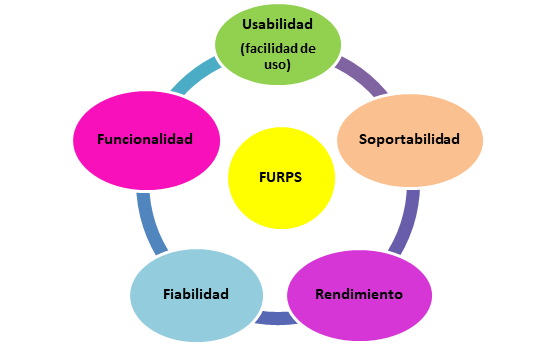 Usabilidad
(facilidad de
uso)
Funcionalidad
Soportabilidad
FURPS
Fiabilidad
Rendimiento